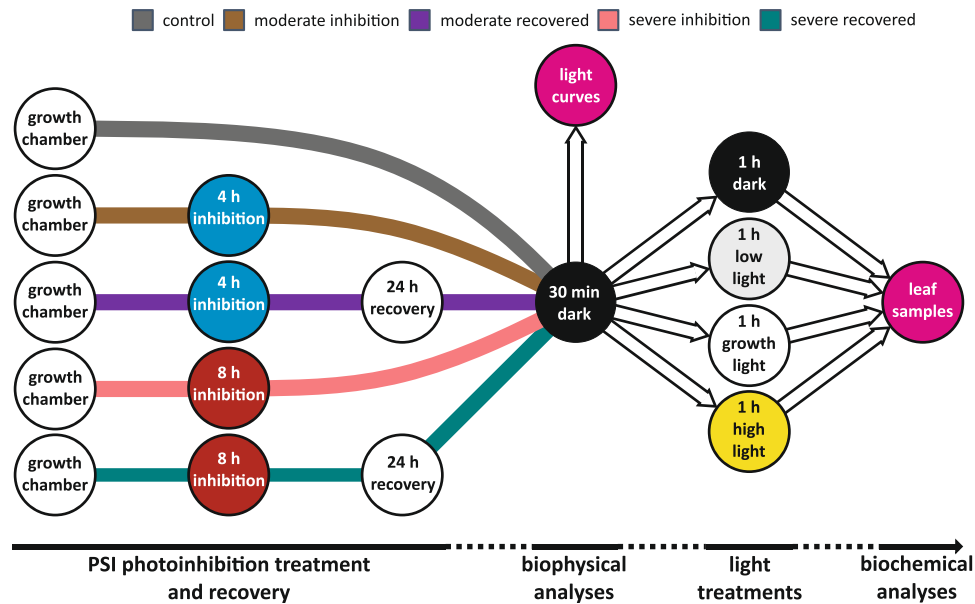 control moderate inhibition moderate recovered severe inhibition severe recovered
light
curves
growth
chamber
1 h
dark
growth
chamber
4 h
inhibition
1 h
low
light
growth
chamber
4 h
inhibition
24 h
recovery
30 min
dark
leaf
samples
1 h
growth
light
growth
chamber
8 h
inhibition
1 h
high
light
growth
chamber
8 h
inhibition
24 h
recovery
PSI photoinhibition treatment
and recovery
biophysical
analyses
light
treatments
biochemical
analyses